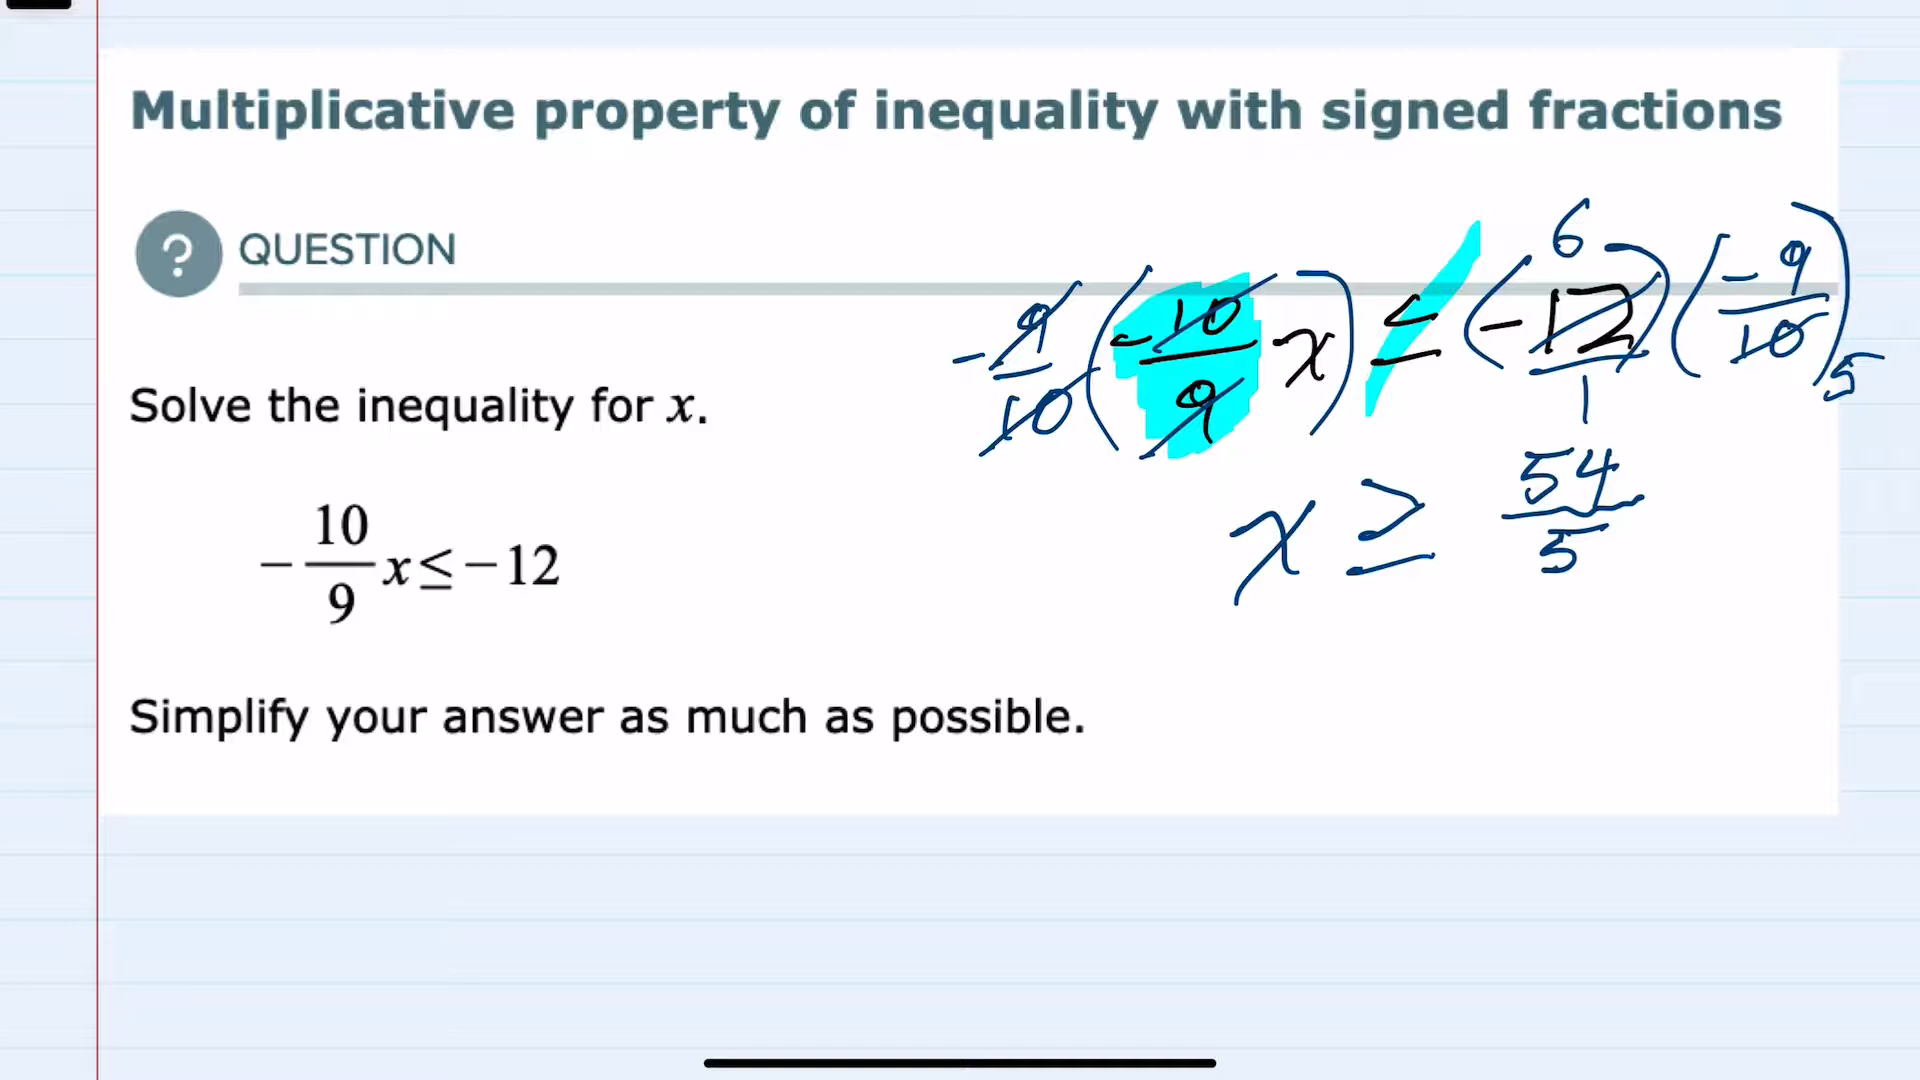 Multiplicative property of inequality with signed fractions
? QUESTION
Solve the inequality for x.
-10/9 x ≤ -12
Simplify your answer as much as possible.
-9/10 (-10/9 x) ≤ (-12/1) (-9/10)
6
5
x ≥ 54/5